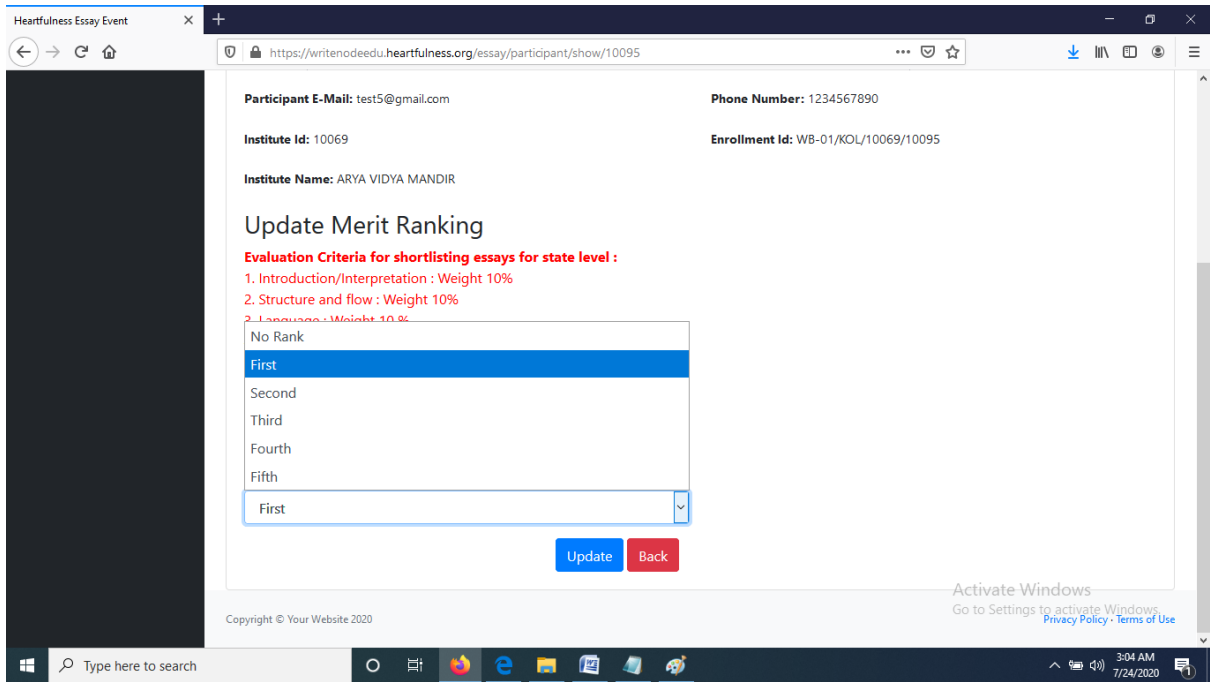 Heartfulness Essay Event
https://writenodeedu.heartfulness.org/essay/participant/show/10095
Participant E-Mail: test5@gmail.com
Phone Number: 1234567890
Institute Id: 10069
Enrollment Id: WB-01/KOL/10069/10095
Institute Name: ARYA VIDYA MANDIR
Update Merit Ranking
Evaluation Criteria for shortlisting essays for state level :
1. Introduction/Interpretation : Weight 10%
2. Structure and flow : Weight 10%
3. Language : Weight 10 %
No Rank
First
Second
Third
Fourth
Fifth
First
Update Back
Activate Windows
Go to Settings to activate Windows.
Copyright © Your Website 2020
Privacy Policy · Terms of Use
Type here to search
3:04 AM
7/24/2020